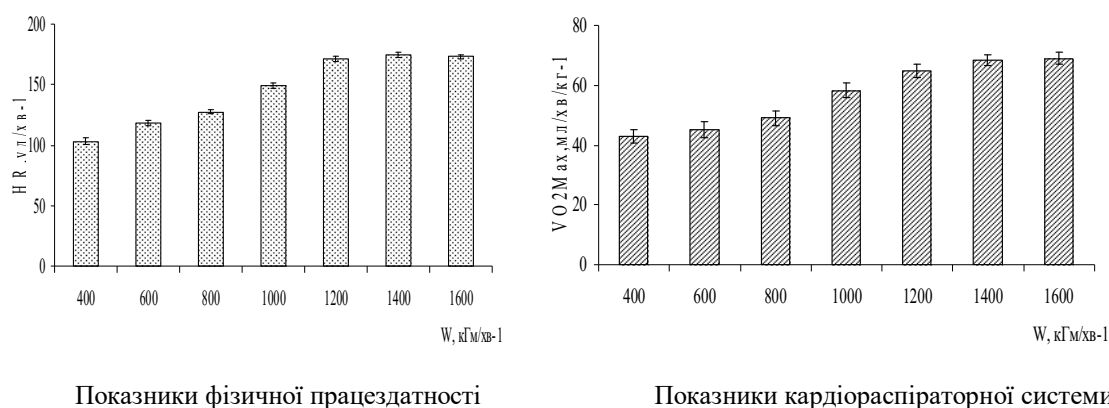 200
150
100
50
0
HR.уд/хв-1
400 600 800 1000 1200 1400 1600
W, кГм/хв-1
Показники фізичної працездатності
80
60
40
20
0
VO2Max,мл/хв/кг-1
400 600 800 1000 1200 1400 1600
W, кГм/хв-1
Показники кардіораспіраторної системи